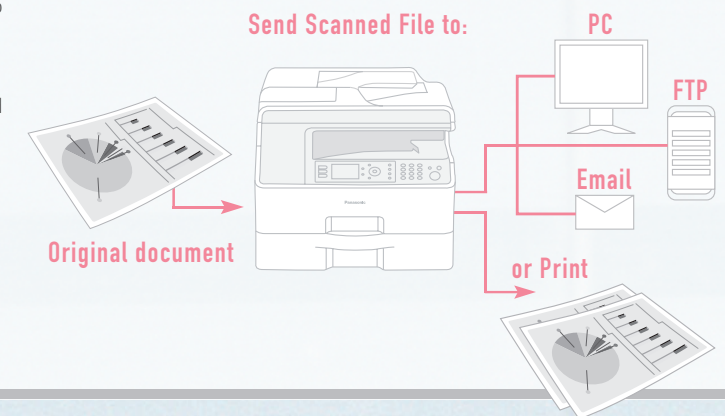 Send Scanned File to:
PC
FTP
Email
Original document
Panasonic
or Print